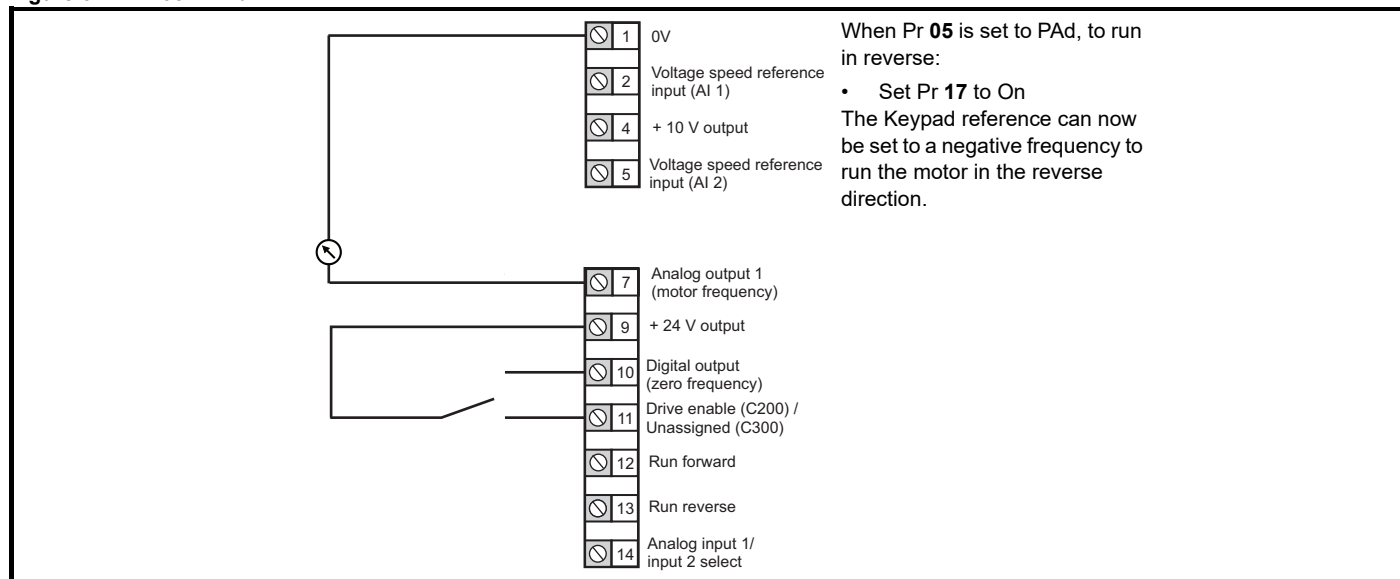 1 0V
2 Voltage speed reference
input (AI 1)
4 + 10 V output
5 Voltage speed reference
input (AI 2)
7 Analog output 1
(motor frequency)
9 + 24 V output
10 Digital output
(zero frequency)
11 Drive enable (C200) /
Unassigned (C300)
12 Run forward
13 Run reverse
14 Analog input 1/
input 2 select
When Pr 05 is set to PAd, to run
in reverse:
• Set Pr 17 to On
The Keypad reference can now
be set to a negative frequency to
run the motor in the reverse
direction.